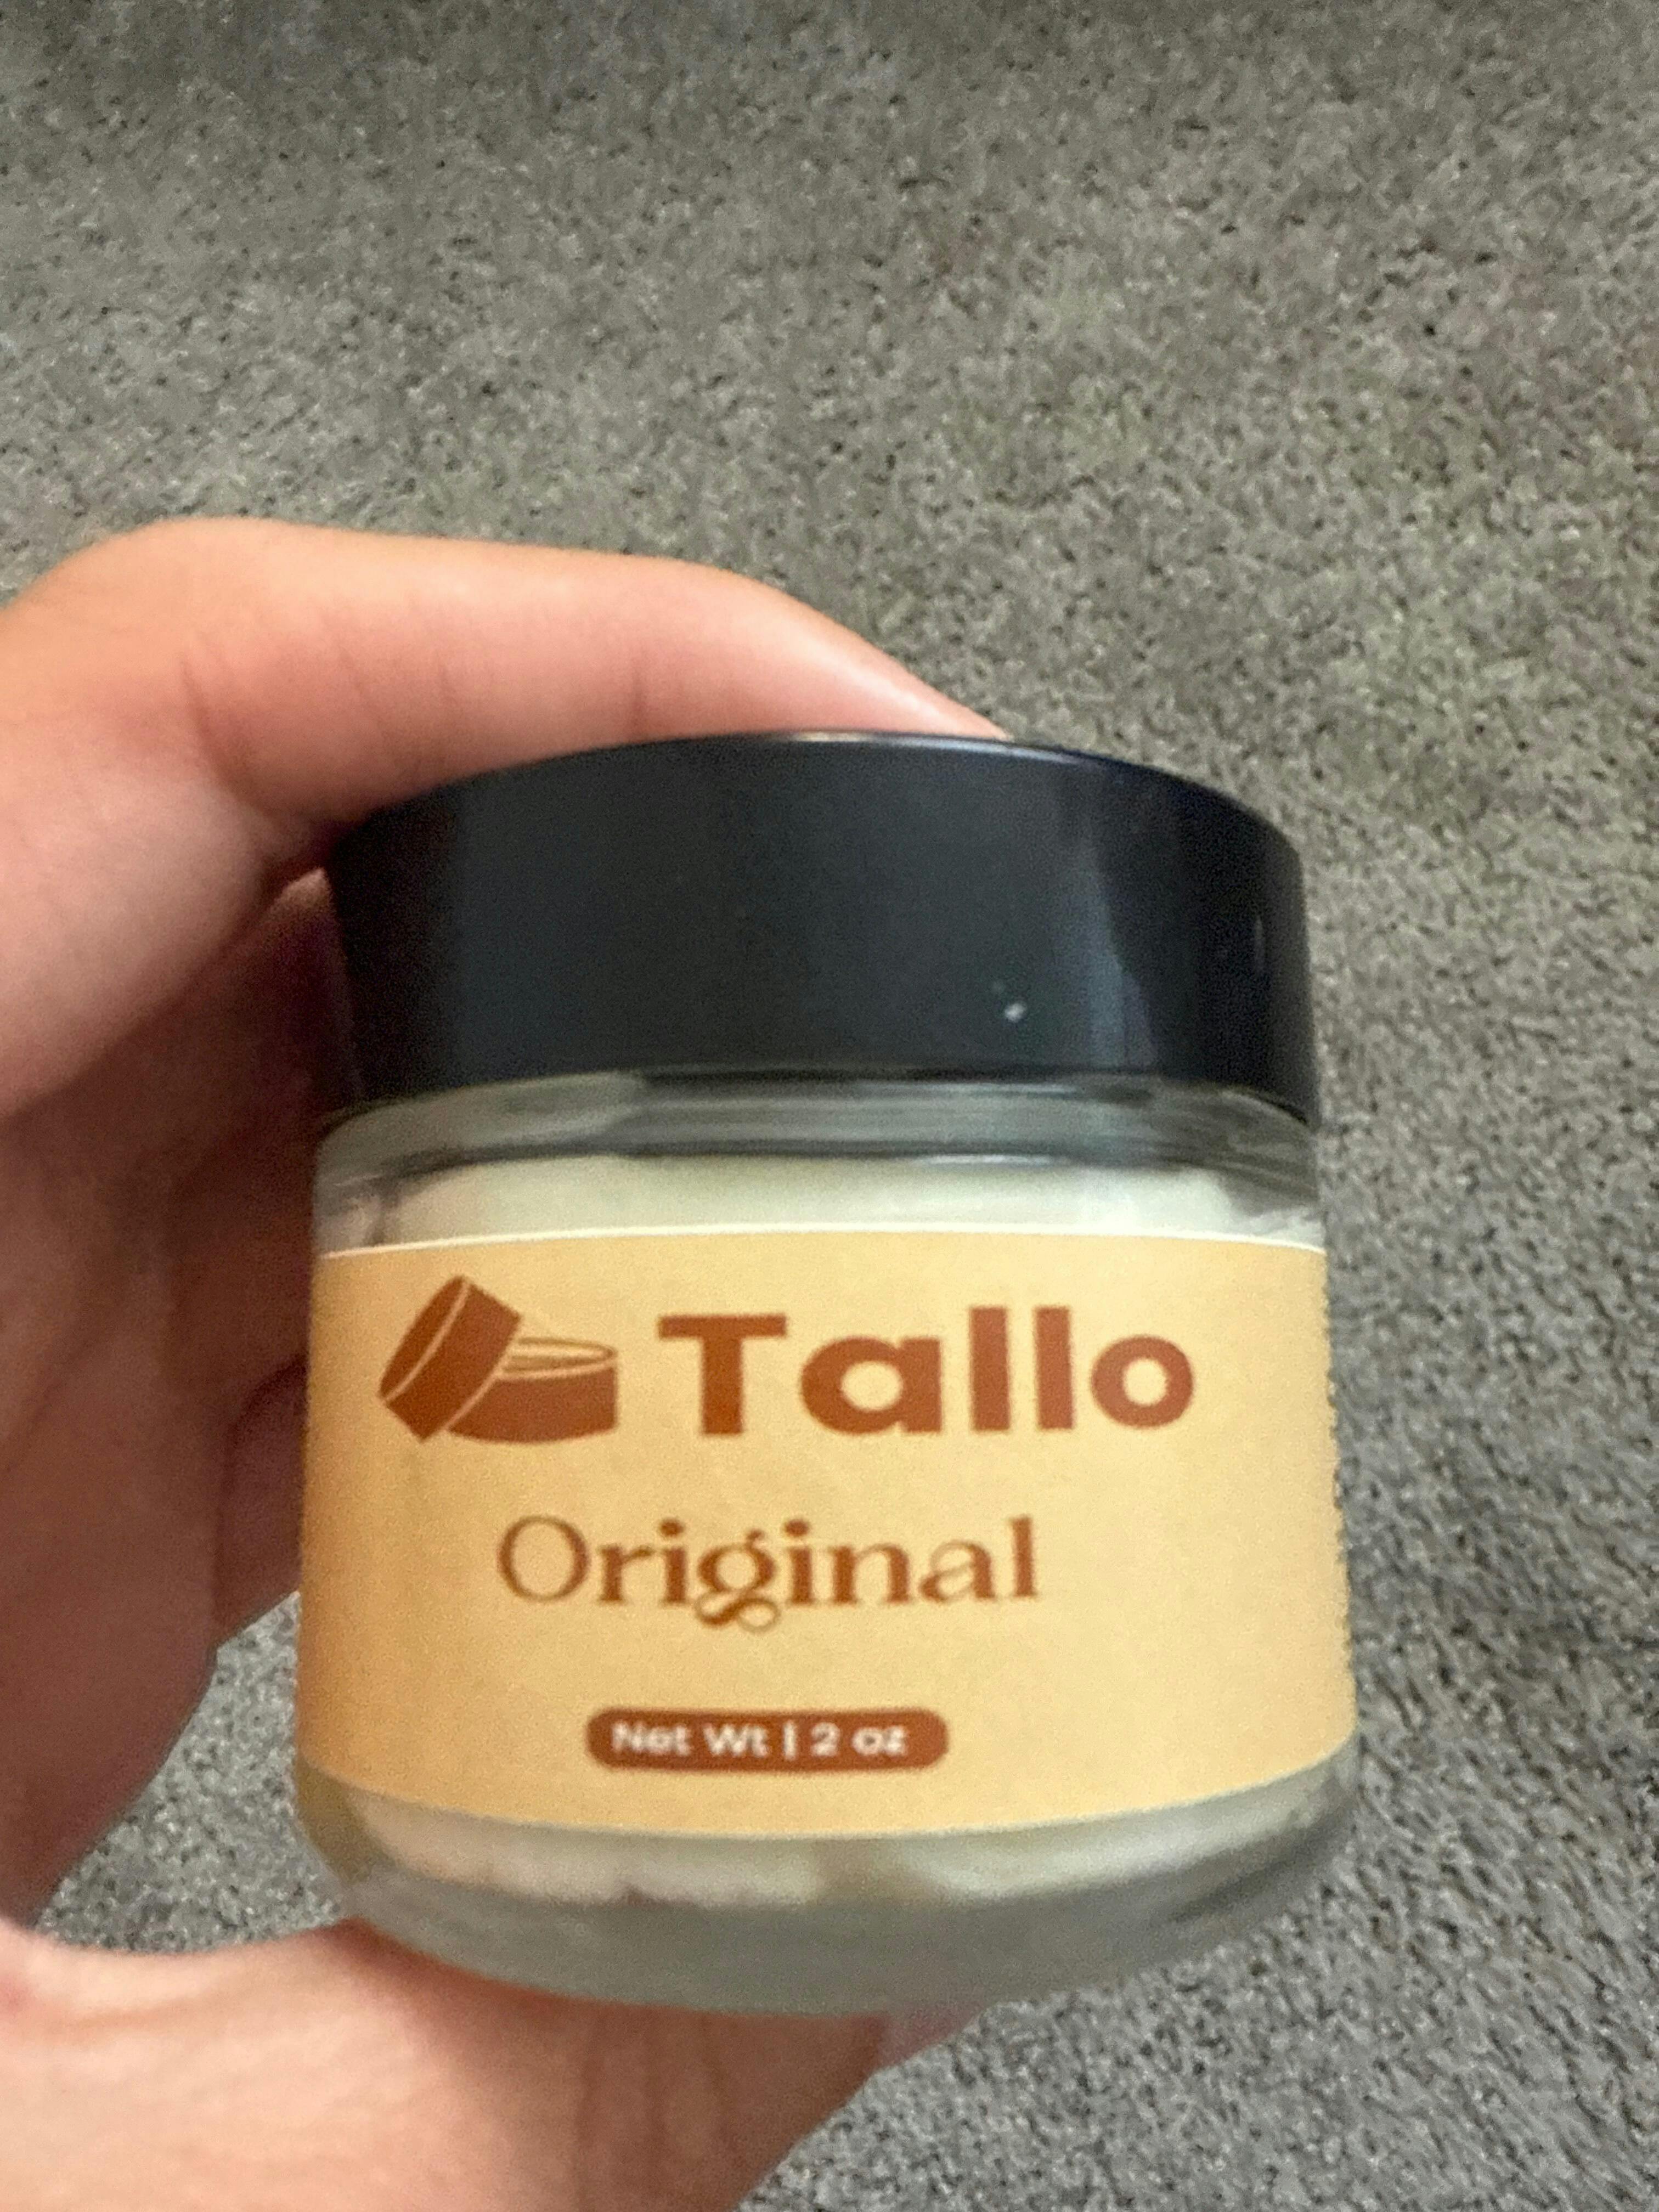 Tallo
Original
Net Wt | 2 oz